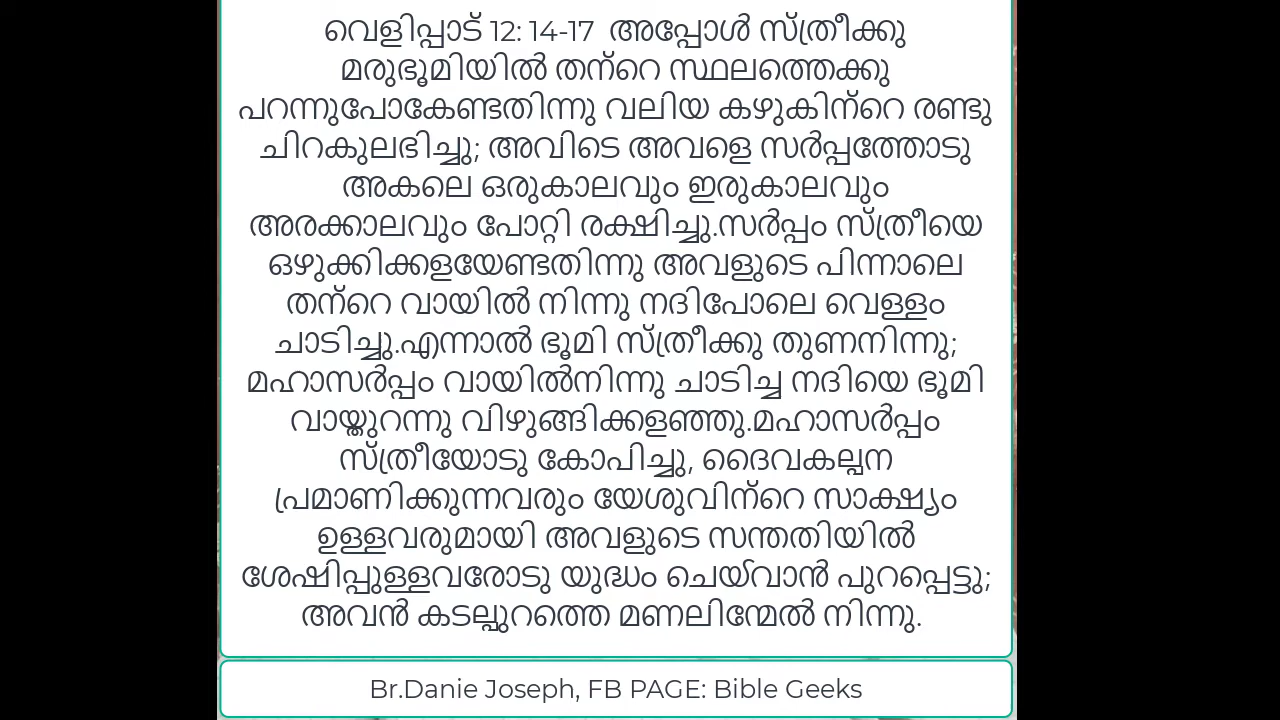 വെളിപ്പാട് 12: 14-17 അപ്പോൾ സ്ത്രീക്കു
മരുഭൂമിയിൽ തന്റെ സ്ഥലത്തെക്കു
പറന്നുപോകേണ്ടതിന്നു വലിയ കഴുകിന്റെ രണ്ടു
ചിറകുലഭിച്ചു; അവിടെ അവളെ സർപ്പത്തോടു
അകലെ ഒരുകാലവും ഇരുകാലവും
അരക്കാലവും പോറ്റി രക്ഷിച്ചു.സർപ്പം സ്ത്രീയെ
ഒഴുക്കിക്കളയേണ്ടതിന്നു അവളുടെ പിന്നാലെ
തന്റെ വായിൽ നിന്നു നദിപോലെ വെള്ളം
ചാടിച്ചു.എന്നാൽ ഭൂമി സ്ത്രീക്കു തുണനിന്നു;
മഹാസർപ്പം വായിൽനിന്നു ചാടിച്ച നദിയെ ഭൂമി
വായ്തുറന്നു വിഴുങ്ങിക്കളഞ്ഞു.മഹാസർപ്പം
സ്ത്രീയോടു കോപിച്ചു, ദൈവകല്പന
പ്രമാണിക്കുന്നവരും യേശുവിന്റെ സാക്ഷ്യം
ഉള്ളവരുമായി അവളുടെ സന്തതിയിൽ
ശേഷിപ്പുള്ളവരോടു യുദ്ധം ചെയ്‌വാൻ പുറപ്പെട്ടു;
അവൻ കടല്പുറത്തെ മണലിന്മേൽ നിന്നു.
Br.Danie Joseph, FB PAGE: Bible Geeks